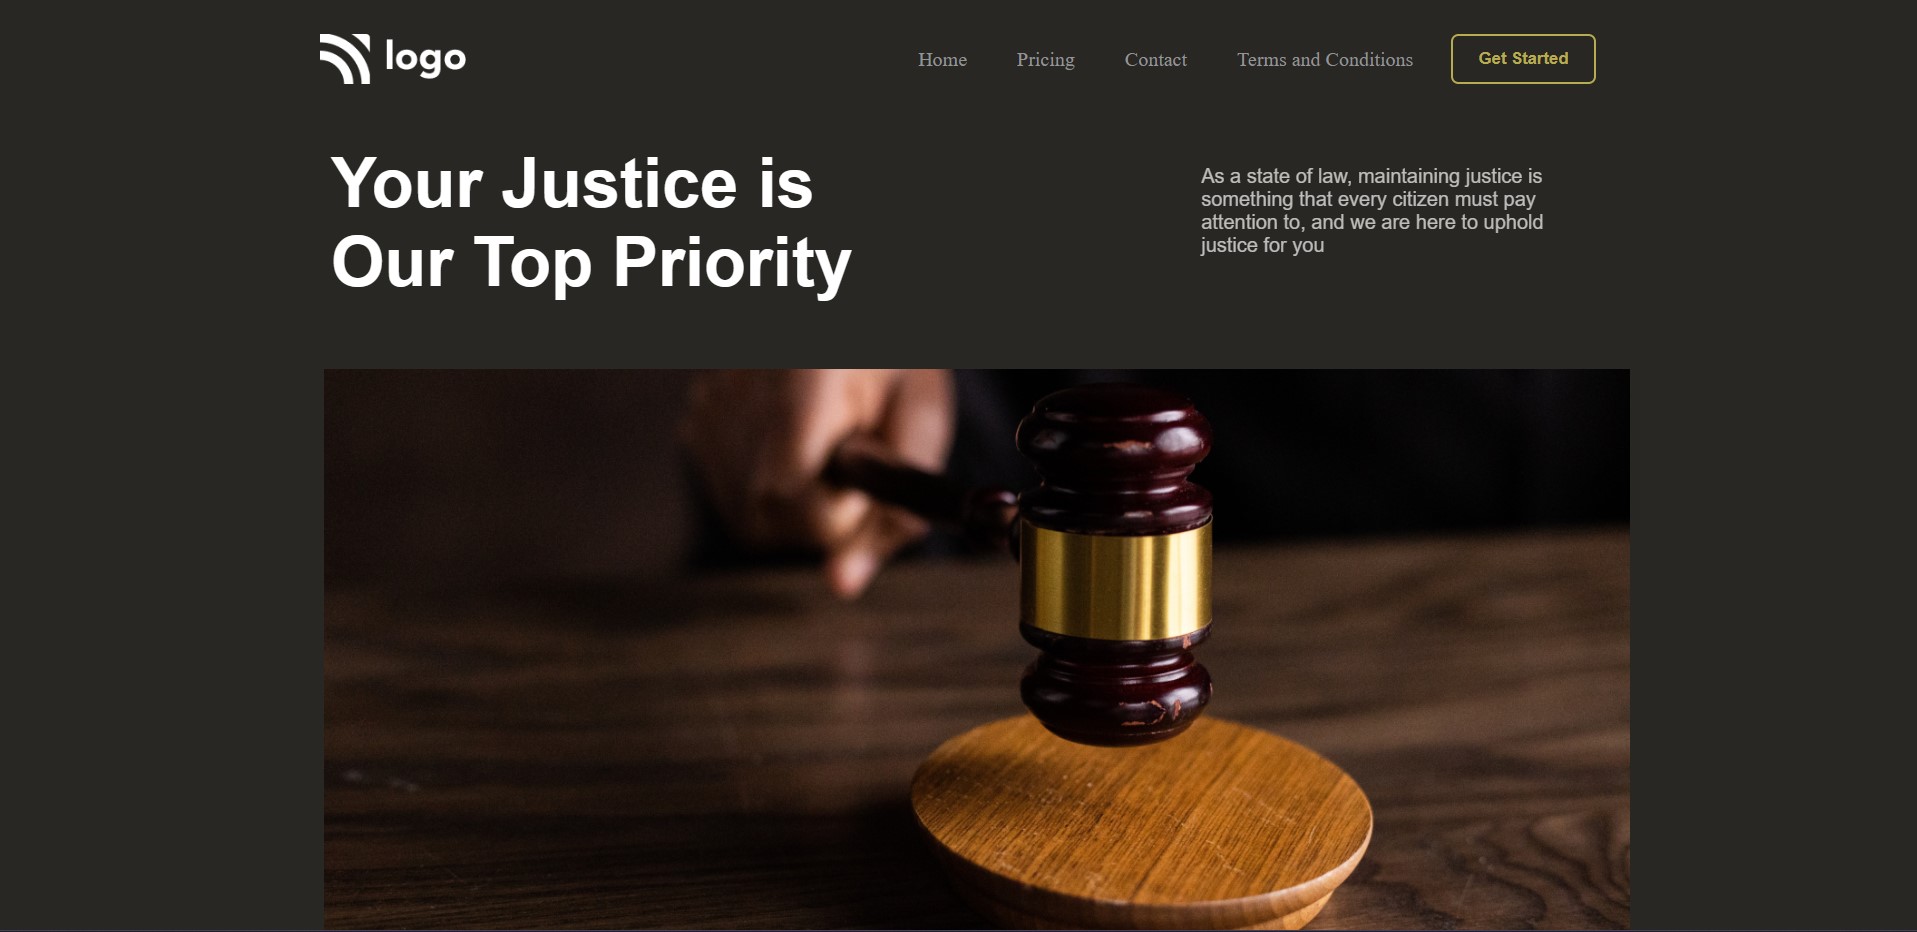 logo
Home
Pricing
Contact
Terms and Conditions
Get Started
Your Justice is
Our Top Priority
As a state of law, maintaining justice is
something that every citizen must pay
attention to, and we are here to uphold
justice for you